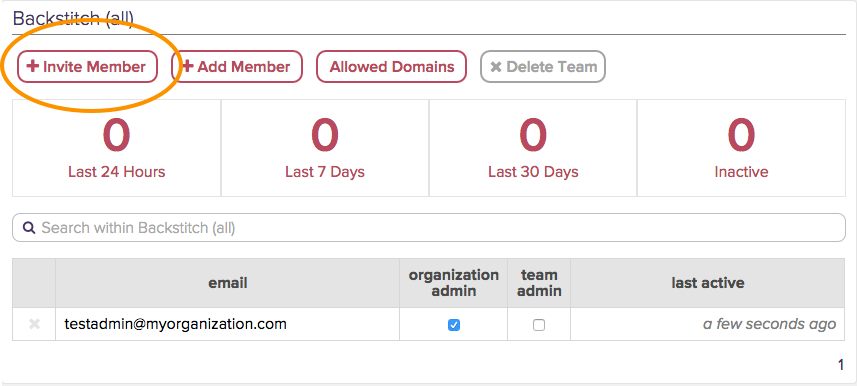 Backstitch (all)
+ Invite Member
+ Add Member
Allowed Domains
✖ Delete Team
0
Last 24 Hours
0
Last 7 Days
0
Last 30 Days
0
Inactive
Search within Backstitch (all)
email
organization
admin
team
admin
last active
testadmin@myorganization.com
a few seconds ago
1